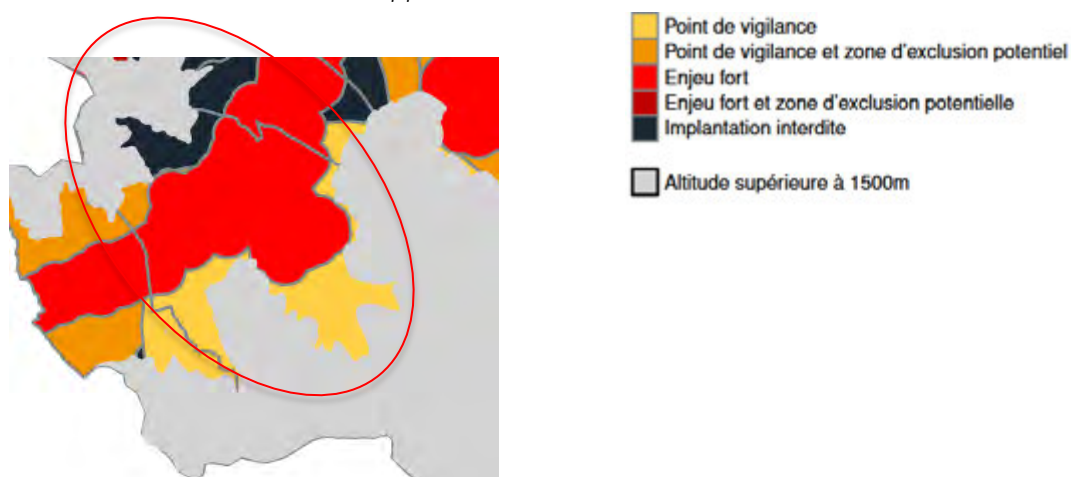 Point de vigilance
Point de vigilance et zone d'exclusion potentiel
Enjeu fort
Enjeu fort et zone d'exclusion potentielle
Implantation interdite
Altitude supérieure à 1500m